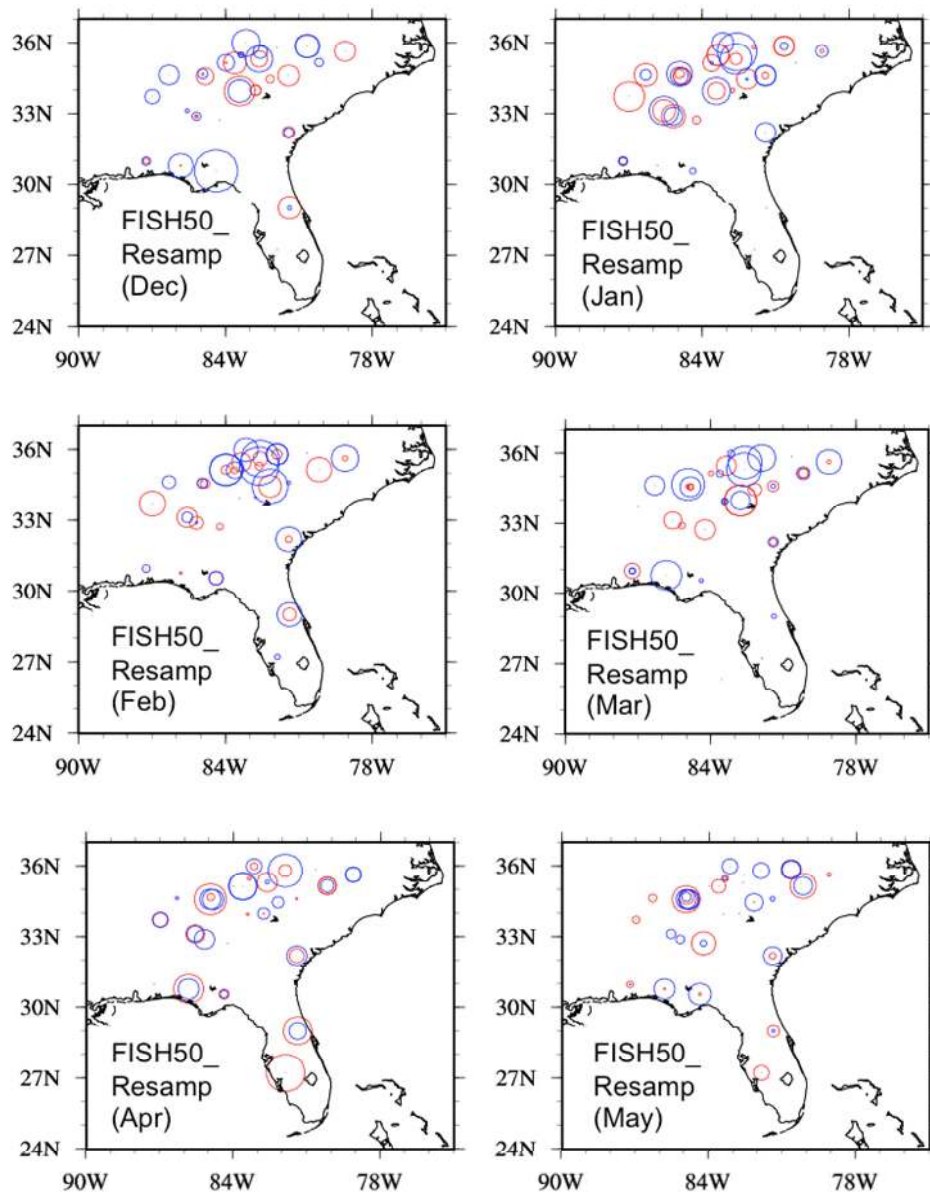 36N
33N
30N
27N
24N
FISH50_
Resamp
(Dec)
90W 84W 78W
36N
33N
30N
27N
24N
FISH50_
Resamp
(Jan)
90W 84W 78W
36N
33N
30N
27N
24N
FISH50_
Resamp
(Feb)
90W 84W 78W
36N
33N
30N
27N
24N
FISH50_
Resamp
(Mar)
90W 84W 78W
36N
33N
30N
27N
24N
FISH50_
Resamp
(Apr)
90W 84W 78W
36N
33N
30N
27N
24N
FISH50_
Resamp
(May)
90W 84W 78W